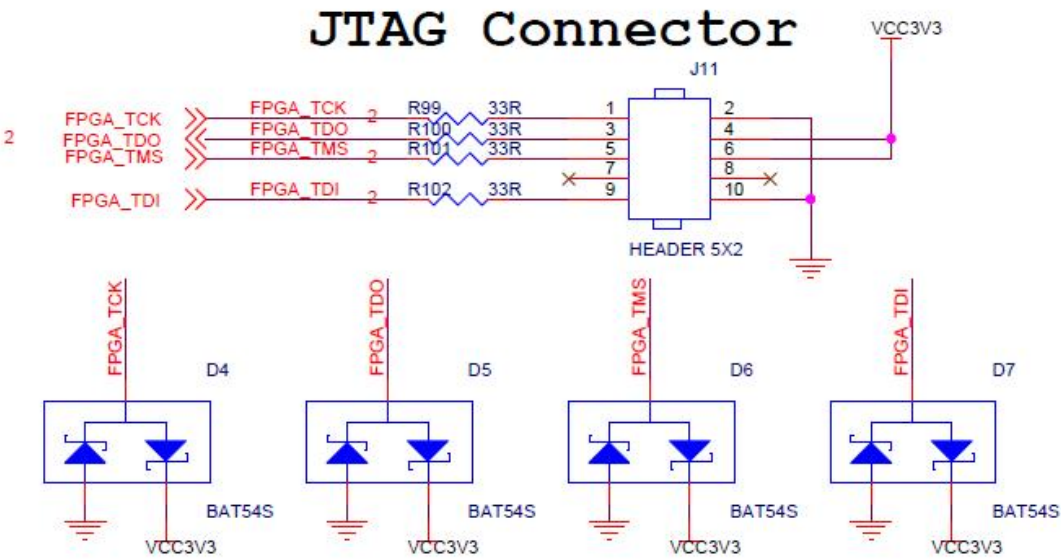 JTAG Connector
VCC3V3
J11
FPGA_TCK FPGA_TCK 2 R99 33R 1 2
2 FPGA_TDO FPGA_TDO R100 33R 3 4
FPGA_TMS FPGA_TMS 2 R101 33R 5 6
7 8
FPGA_TDI FPGA_TDI 2 R102 33R 9 10
HEADER 5X2
FPGA_TCK FPGA_TDO FPGA_TMS FPGA_TDI
D4 D5 D6 D7
BAT54S BAT54S BAT54S BAT54S
VCC3V3 VCC3V3 VCC3V3 VCC3V3